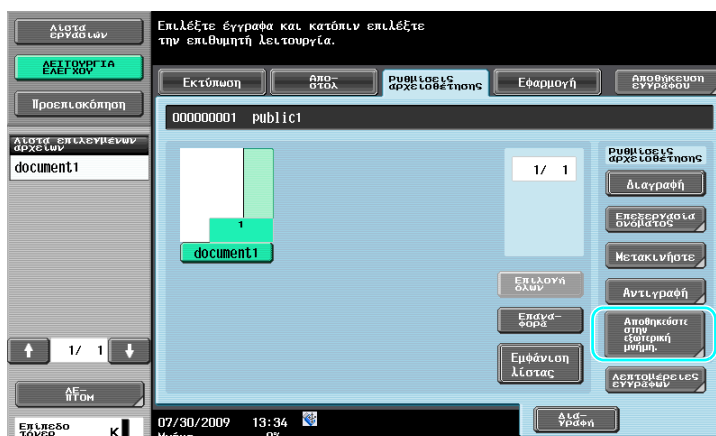 Λίστα
εργασιών
Επιλέξτε έγγραφα και κατόπιν επιλέξτε
την επιθυμητή λειτουργία.
ΛΕΙΤΟΥΡΓΙΑ
ΕΛΕΓΧΟΥ
Προεπισκόπηση
Εκτύπωση
Απο-
στολ
Ρυθμίσεις
αρχειοθέτησης
Εφαρμογή
Αποθήκευση
εγγράφου
000000001 public1
Λίστα επιλεγμένων
αρχείων
document1
1
document1
1/ 1
Επιλογή
όλων
Επανα-
φορά
Εμφάνιση
λίστας
Ρυθμίσεις
αρχειοθέτησης
Διαγραφή
Επεξεργασία
ονόματος
Μετακινήστε
Αντιγραφή
Αποθηκεύστε
στην
εξωτερική
μνήμη.
Λεπτομέρειες
εγγράφων
1/ 1
ΛΕ-
ΠΤΟΜ
Επίπεδο
τόνερ K
07/30/2009 13:34
Μνήμη 0%
Δια-
γραφή